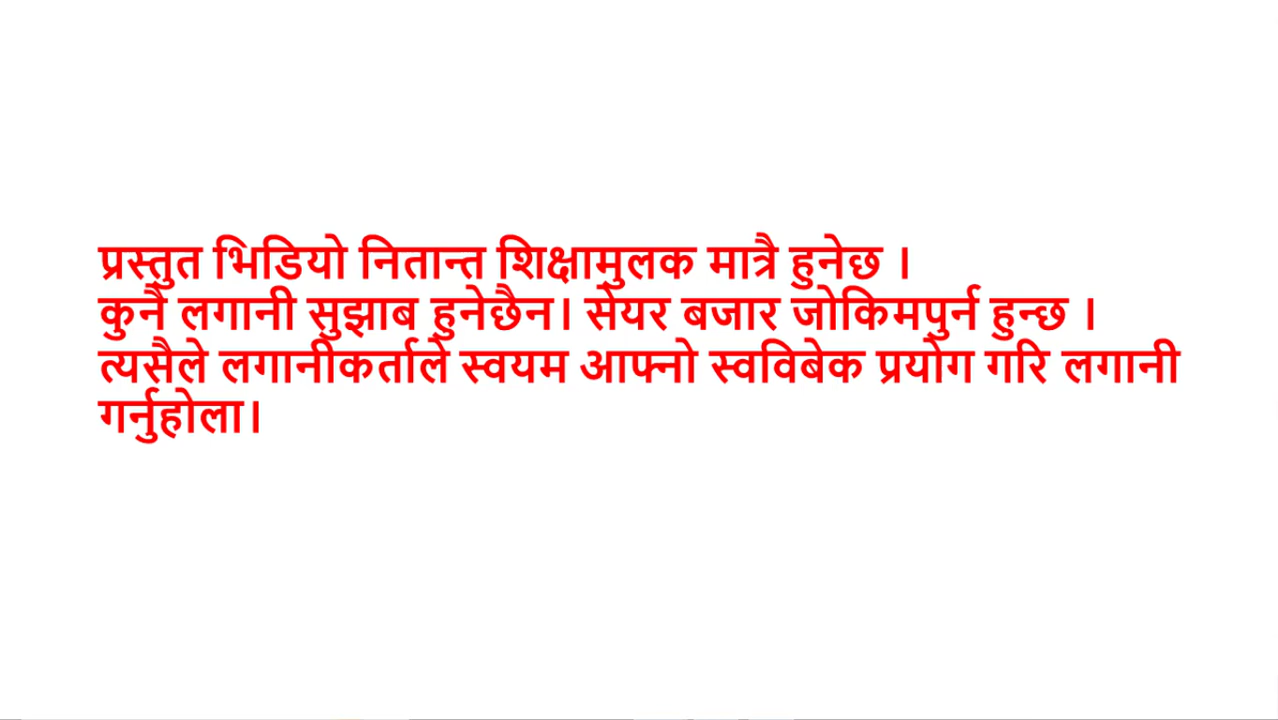 प्रस्तुत भिडियो नितान्त शिक्षामुलक मात्रै हुनेछ ।
कुनै लगानी सुझाब हुनेछैन। सेयर बजार जोकिमपुर्न हुन्छ ।
त्यसैले लगानीकर्ताले स्वयम आफ्नो स्वविबेक प्रयोग गरि लगानी
गर्नुहोला।